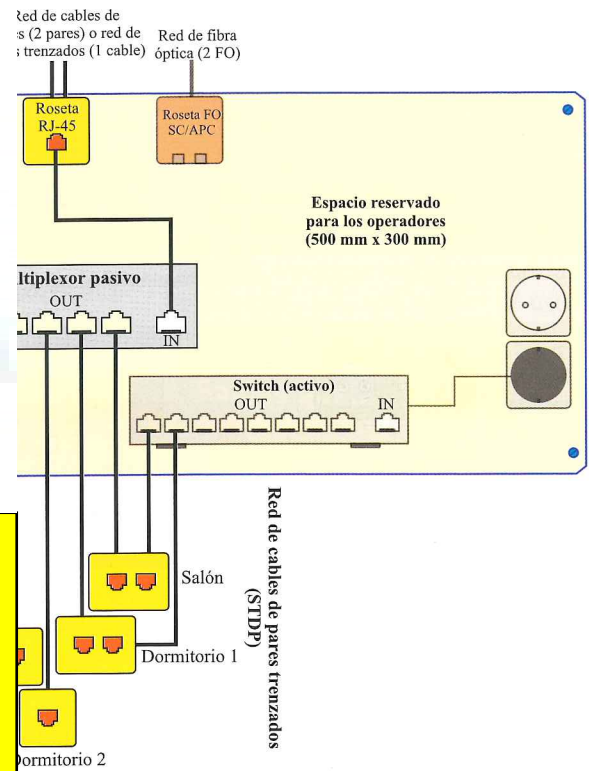 Red de cables de
(2 pares) o red de
trenzados (1 cable)
Red de fibra
óptica (2 FO)
Roseta
RJ-45
Roseta FO
SC/APC
Espacio reservado
para los operadores
(500 mm x 300 mm)
ltiplexor pasivo
OUT
IN
Switch (activo)
OUT
IN
Salón
Dormitorio 1
Dormitorio 2
Red de cables de pares trenzados
(STDP)